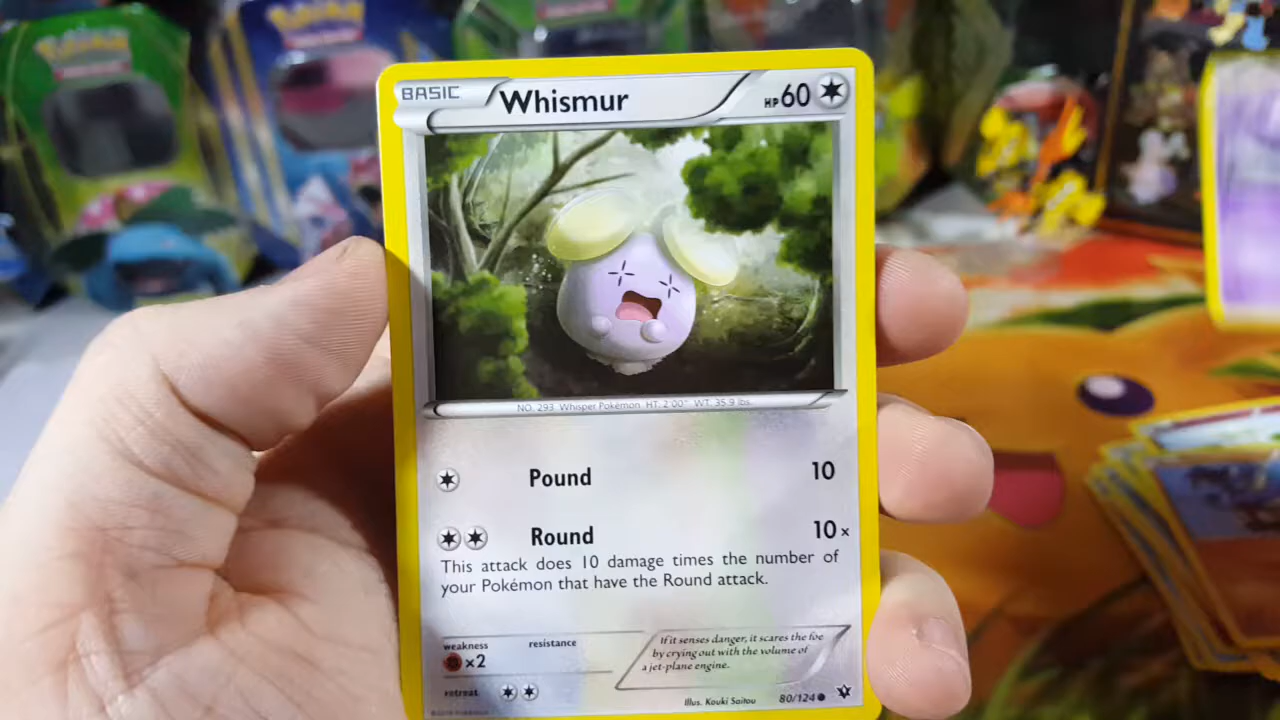 Pokémon
Pokémon
BASIC
Whismur
HP60
NO. 293 Whisper Pokémon HT. 2'00" WT. 35.9 lbs.
Pound 10
Round 10×
This attack does 10 damage times the number of
your Pokémon that have the Round attack.
weakness
resistance
×2
If it senses danger, it scares the foe
by crying out with the volume of
a jet-plane engine.
retreat
Illus. Kouki Saitou
80/124